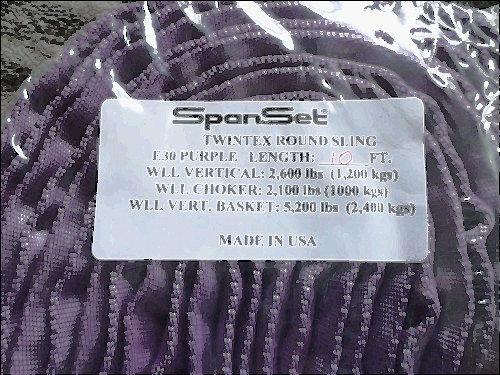 SpanSet
TWINTEX ROUND SLING
E30 PURPLE LENGTH: 10 FT.
WLL VERTICAL: 2,600 lbs (1,200 kgs)
WLL CHOKER: 2,100 lbs (1000 kgs)
WLL VERT. BASKET: 5,200 lbs (2,400 kgs)
MADE IN USA